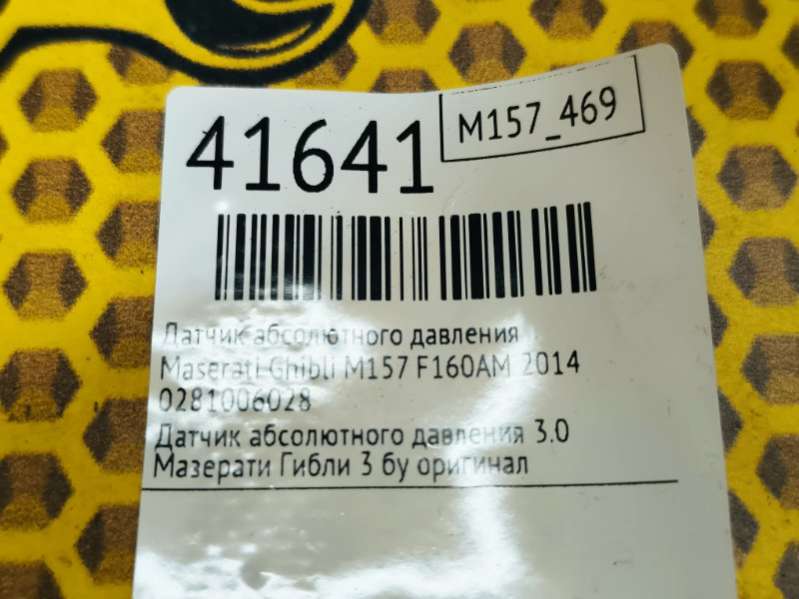 41641
M157_469
Датчик абсолютного давления
Maserati Ghibli M157 F160AM 2014
0281006028
Датчик абсолютного давления 3.0
Мазерати Гибли 3 бу оригинал